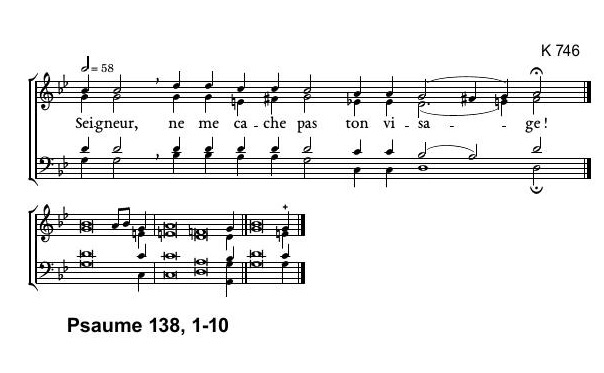 K 746
𝅗𝅥 = 58
Seigneur, ne me ca - che pas ton vi - sa - - ge!
Psaume 138, 1-10